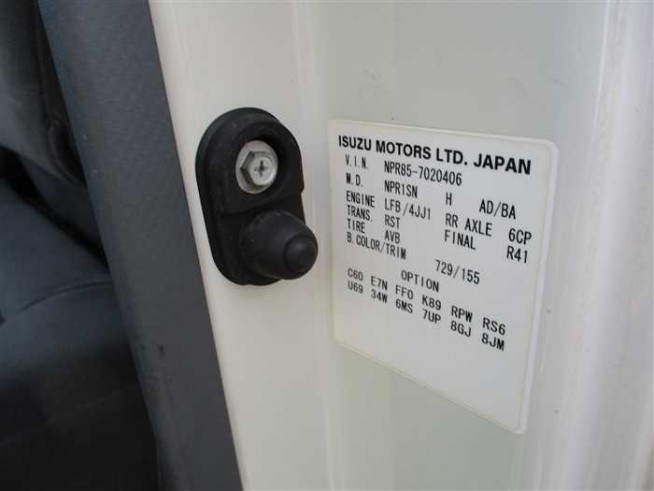 ISUZU MOTORS LTD. JAPAN
V.I.N. NPR85-7020406
M.D. NPR1SN H AD/BA
ENGINE LFB/4JJ1 RR AXLE 6CP
TRANS. RST FINAL R41
TIRE AVB
B.COLOR/TRIM 729/155
OPTION
C60 E7N FF0 K89 RPW RS6
U69 34W 6MS 7UP 8GJ 8JM